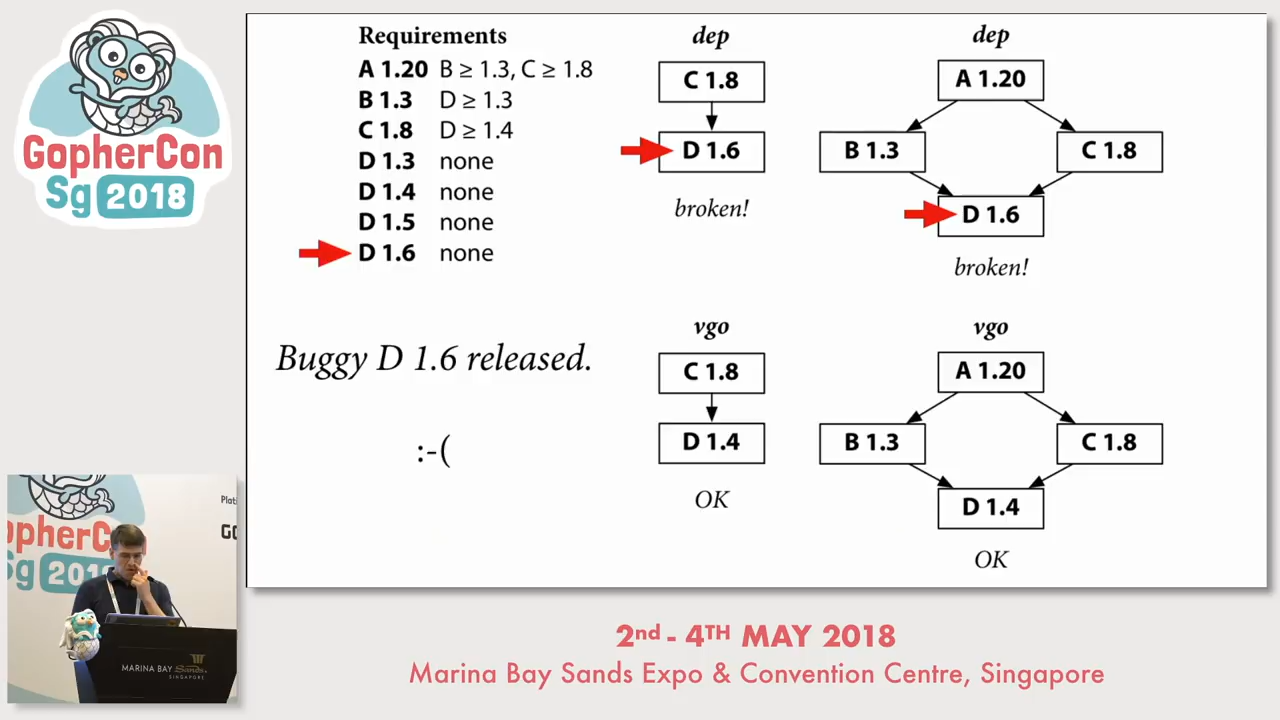 GopherCon
Sg 2018
Requirements
A 1.20 B ≥ 1.3, C ≥ 1.8
B 1.3 D ≥ 1.3
C 1.8 D ≥ 1.4
D 1.3 none
D 1.4 none
D 1.5 none
D 1.6 none
Buggy D 1.6 released.
:-(
dep
C 1.8
D 1.6
broken!
dep
A 1.20
B 1.3
C 1.8
D 1.6
broken!
vgo
C 1.8
D 1.4
OK
vgo
A 1.20
B 1.3
C 1.8
D 1.4
OK
opherC
Sg 201
Plati
GO
MARINA BAY Sands
SINGAPORE
2nd - 4TH MAY 2018
Marina Bay Sands Expo & Convention Centre, Singapore